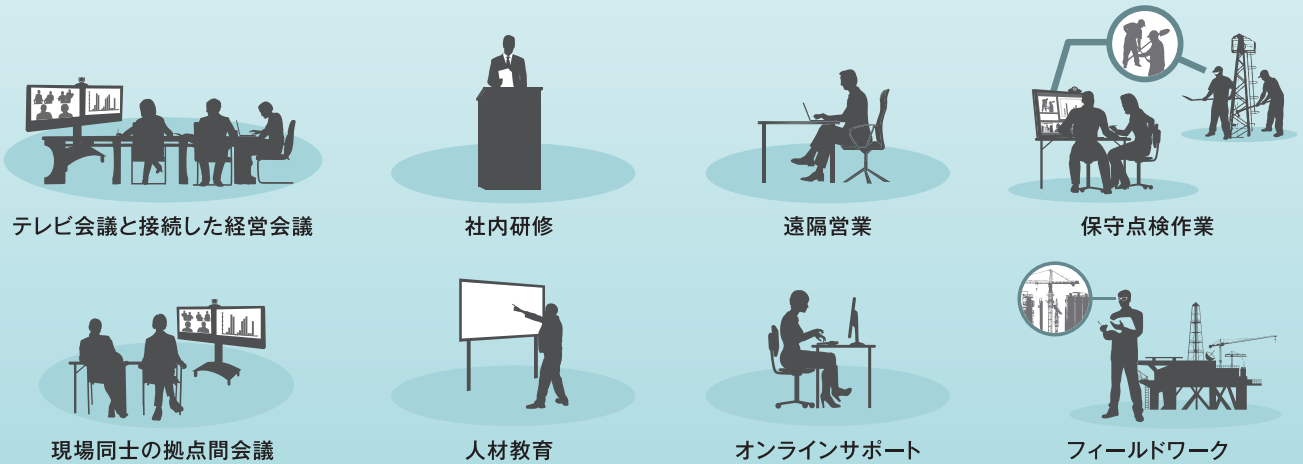 テレビ会議と接続した経営会議
社内研修
遠隔営業
保守点検作業
現場同士の拠点間会議
人材教育
オンラインサポート
フィールドワーク